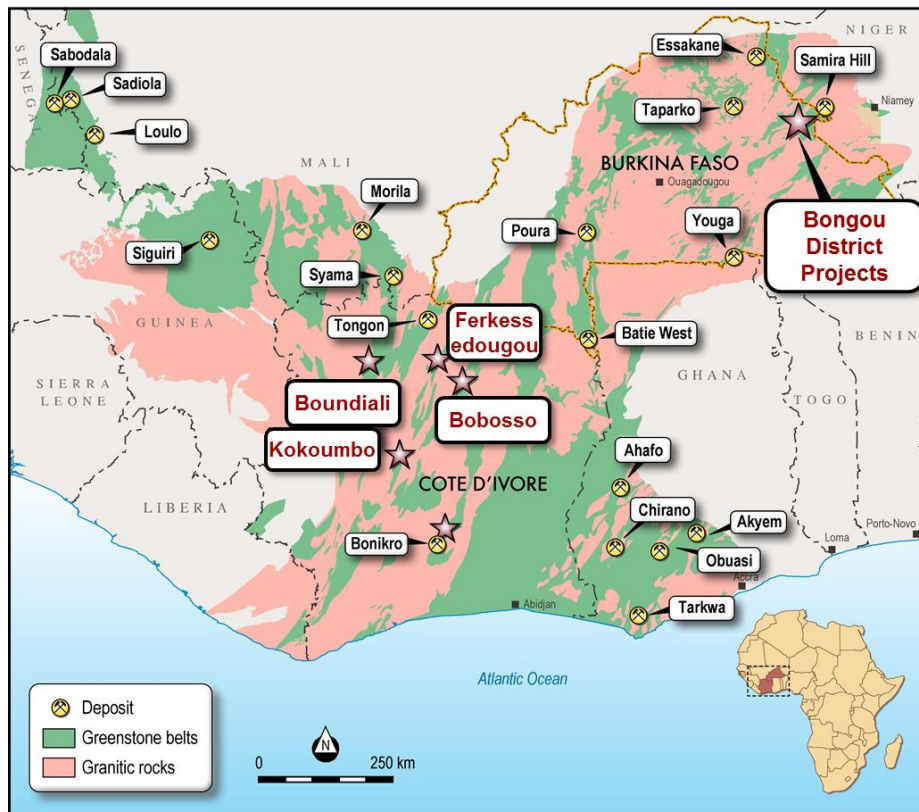 NIGER
SENEGAL
Sabodala
Sadiola
Loulo
MALI
Essakane
Samira Hill
Niamey
Taparko
BURKINA FASO
Ouagadougou
Morila
Siguiri
Syama
Poura
Youga
Bongou
District
Projects
GUINEA
Tongon
Ferkess
edougou
Batie West
BENIN
SIERRA
LEONE
Boundiali
Bobosso
GHANA
TOGO
Kokoumbo
COTE D'IVORE
Ahafo
LIBERIA
Chirano
Akyem
Porto-Novo
Bonikro
Obuasi
Loma
Accra
Abidjan
Tarkwa
Atlantic Ocean
Deposit
Greenstone belts
Granitic rocks
N
0 250 km